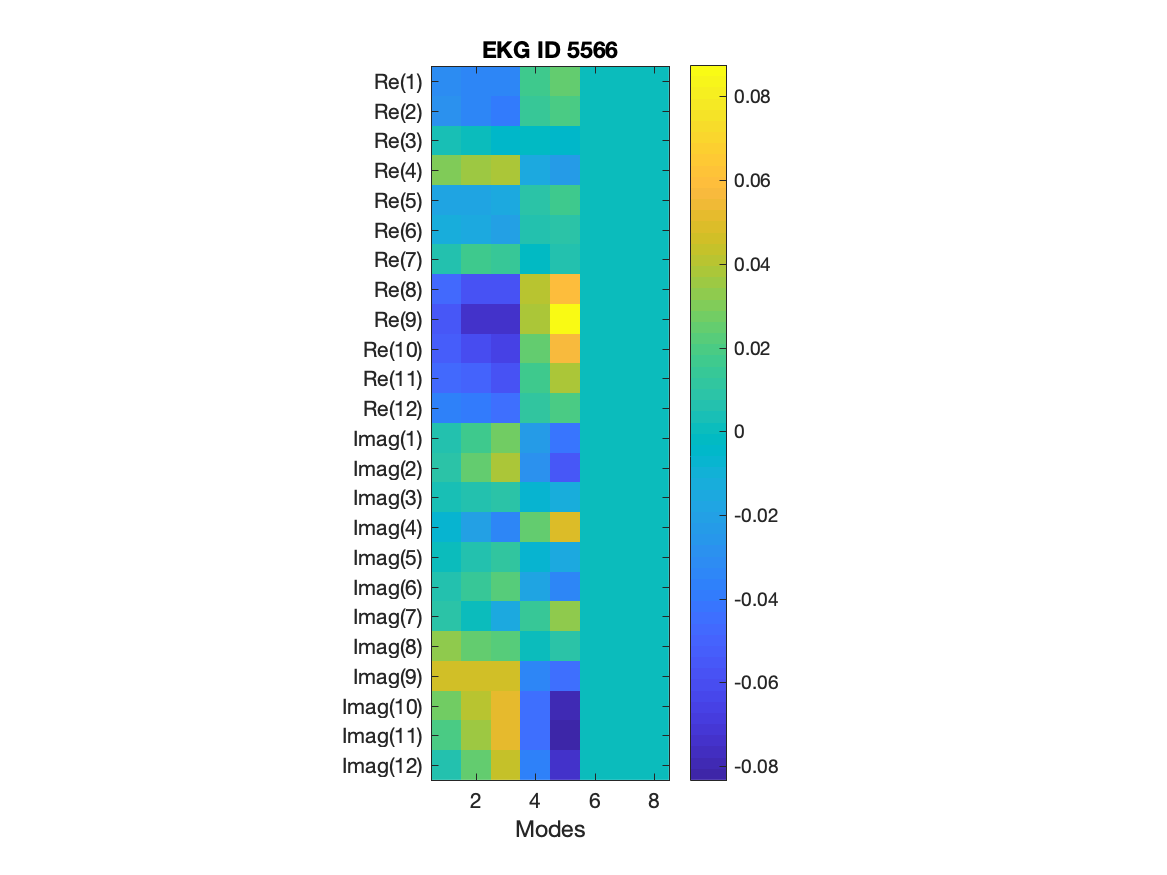 EKG ID 5566
Re(1)
Re(2)
Re(3)
Re(4)
Re(5)
Re(6)
Re(7)
Re(8)
Re(9)
Re(10)
Re(11)
Re(12)
Imag(1)
Imag(2)
Imag(3)
Imag(4)
Imag(5)
Imag(6)
Imag(7)
Imag(8)
Imag(9)
Imag(10)
Imag(11)
Imag(12)
2 4 6 8
Modes
0.08
0.06
0.04
0.02
0
-0.02
-0.04
-0.06
-0.08